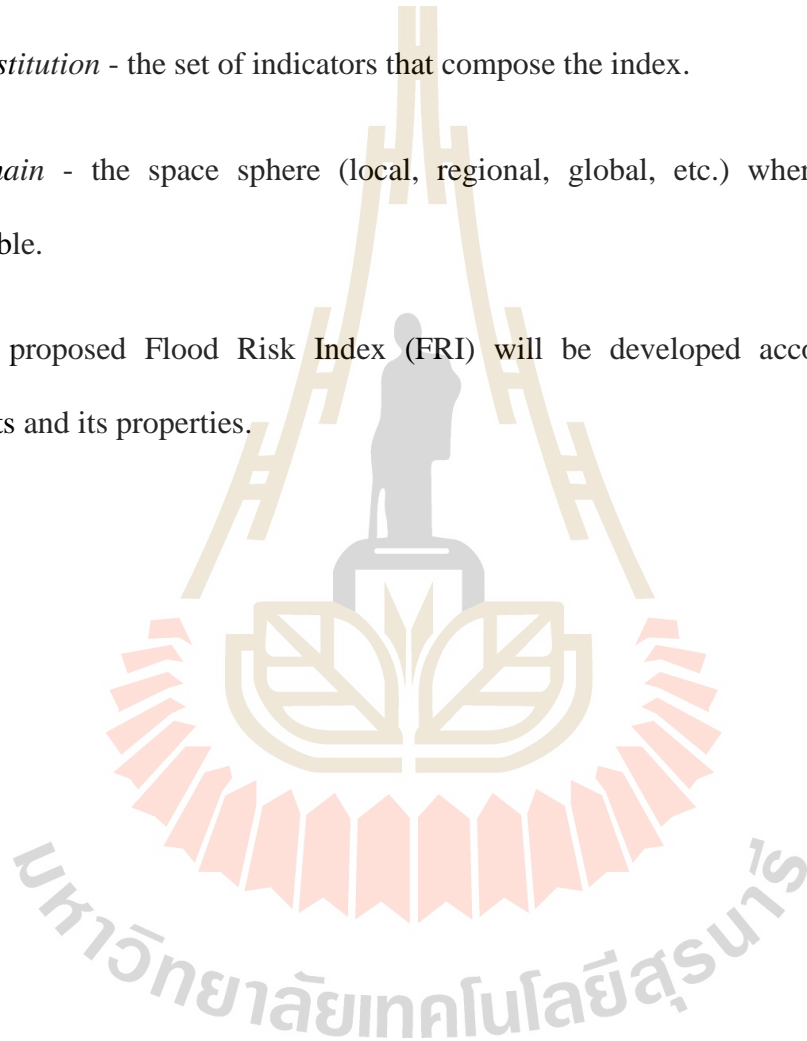 stitution - the set of indicators that compose the index.
ain - the space sphere (local, regional, global, etc.) wher
ble.
proposed Flood Risk Index (FRI) will be developed acco
ts and its properties.
มหาวิทยาลัยเทคโนโลยีสุรนารี